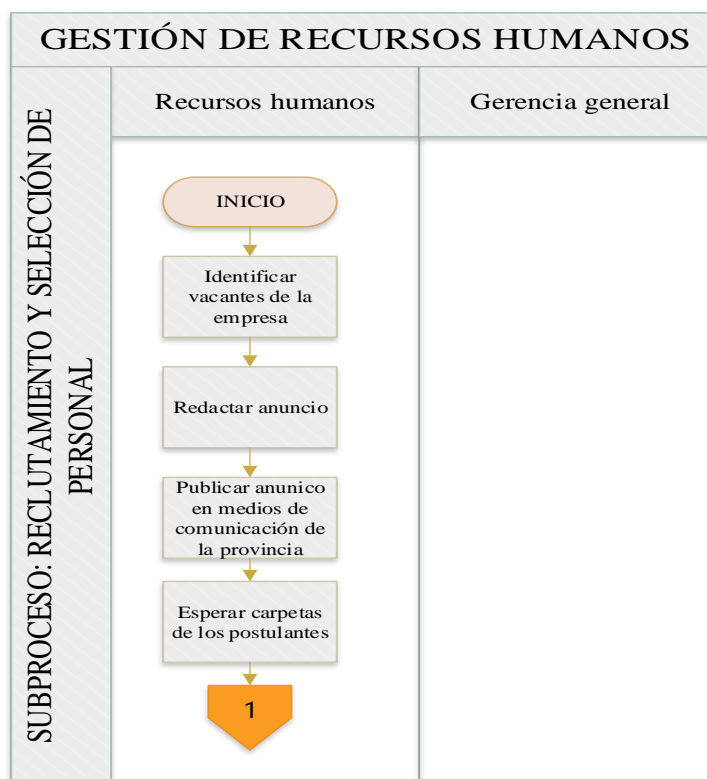 GESTIÓN DE RECURSOS HUMANOS
SUBPROCESO: RECLUTAMIENTO Y SELECCIÓN DE
PERSONAL
Recursos humanos
Gerencia general
INICIO
Identificar
vacantes de la
empresa
Redactar anuncio
Publicar anunico
en medios de
comunicación de
la provincia
Esperar carpetas
de los postulantes
1